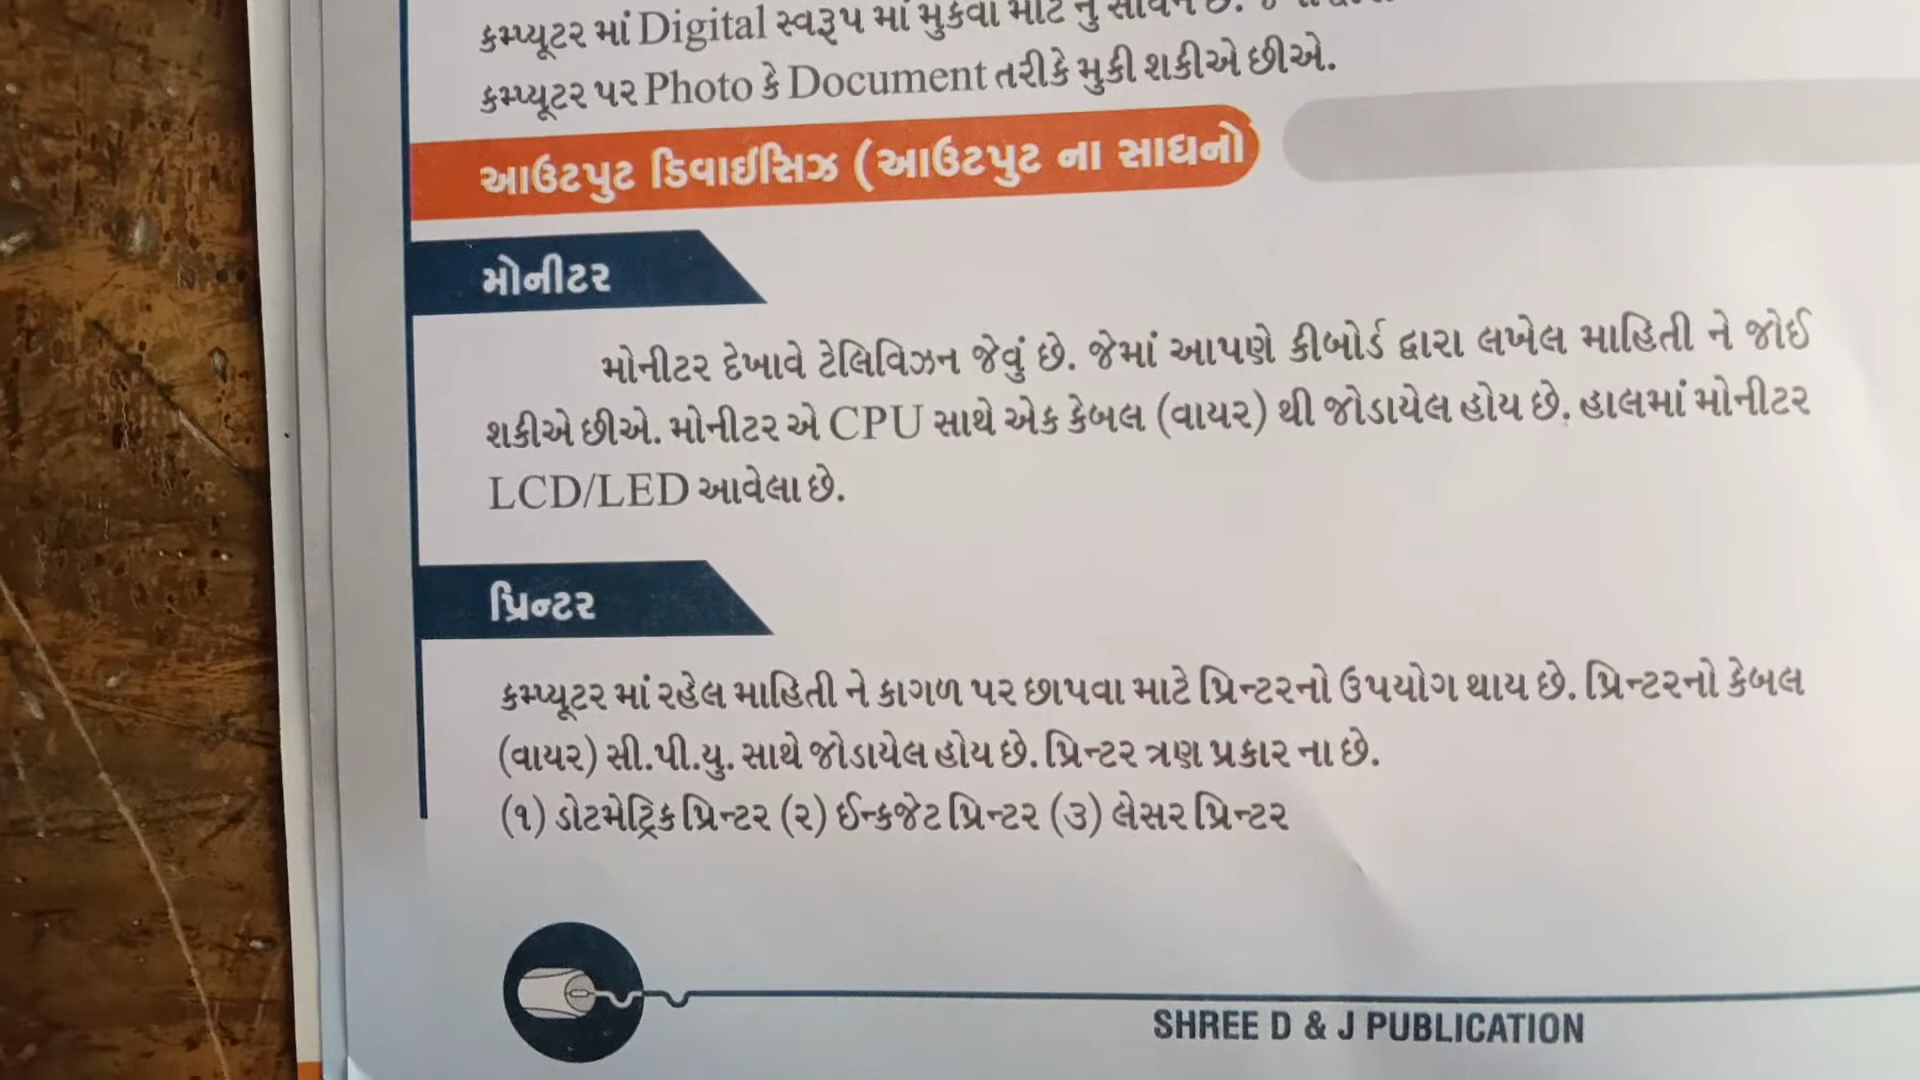 કમ્પ્યૂટર માં Digital સ્વરૂપ માં મુકવા માટે નું સાધન છે.
કમ્પ્યૂટર પર Photo કે Document તરીકે મુકી શકીએ છીએ.
આઉટપુટ ડિવાઈસિઝ (આઉટપુટ ના સાધનો)
મોનીટર
મોનીટર દેખાવે ટેલિવિઝન જેવું છે. જેમાં આપણે કીબોર્ડ દ્વારા લખેલ માહિતી ને જોઈ
શકીએ છીએ. મોનીટર એ CPU સાથે એક કેબલ (વાયર) થી જોડાયેલ હોય છે. હાલમાં મોનીટર
LCD/LED આવેલા છે.
પ્રિન્ટર
કમ્પ્યૂટર માં રહેલ માહિતી ને કાગળ પર છાપવા માટે પ્રિન્ટરનો ઉપયોગ થાય છે. પ્રિન્ટરનો કેબલ
(વાયર) સી.પી.યુ. સાથે જોડાયેલ હોય છે. પ્રિન્ટર ત્રણ પ્રકાર ના છે.
(૧) ડોટમેટ્રિક પ્રિન્ટર (૨) ઈન્કજેટ પ્રિન્ટર (૩) લેસર પ્રિન્ટર
SHREE D & J PUBLICATION